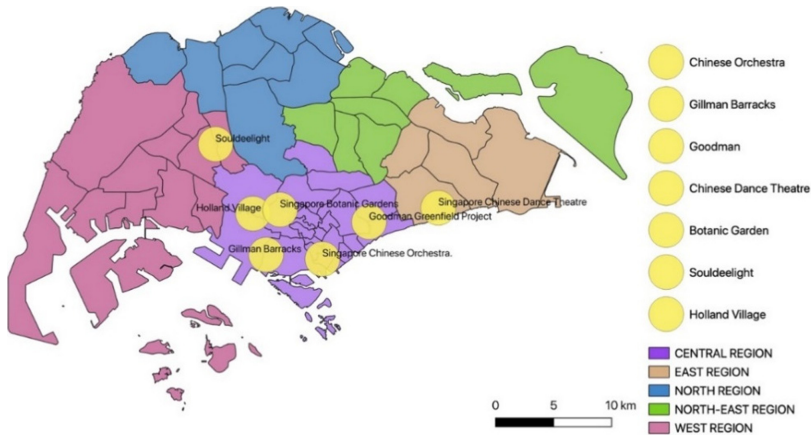 Souldeelight
Holland Village
Singapore Botanic Gardens
Singapore Chinese Dance Theatre
Goodman Greenfield Project
Gillman Barracks
Singapore Chinese Orchestra.
Chinese Orchestra
Gillman Barracks
Goodman
Chinese Dance Theatre
Botanic Garden
Souldeelight
Holland Village
CENTRAL REGION
EAST REGION
NORTH REGION
NORTH-EAST REGION
WEST REGION
0 5 10 km